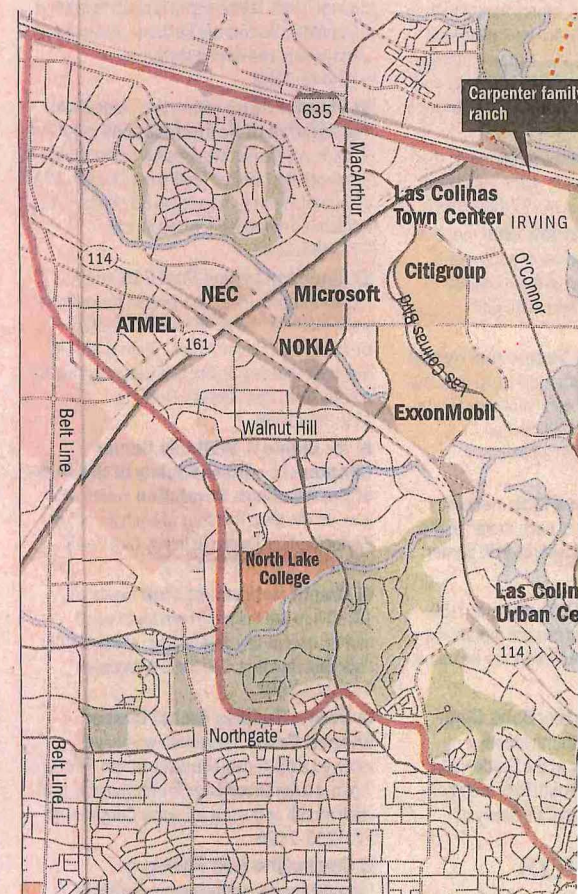 635
Carpenter family
ranch
MacArthur
Las Colinas
Town Center
IRVING
114
Citigroup
O'Connor
NEC
Microsoft
Las Colinas Blvd
ATMEL
161
NOKIA
ExxonMobil
Belt Line
Walnut Hill
North Lake
College
Las Colin
Urban Ce
114
Northgate
Belt Line